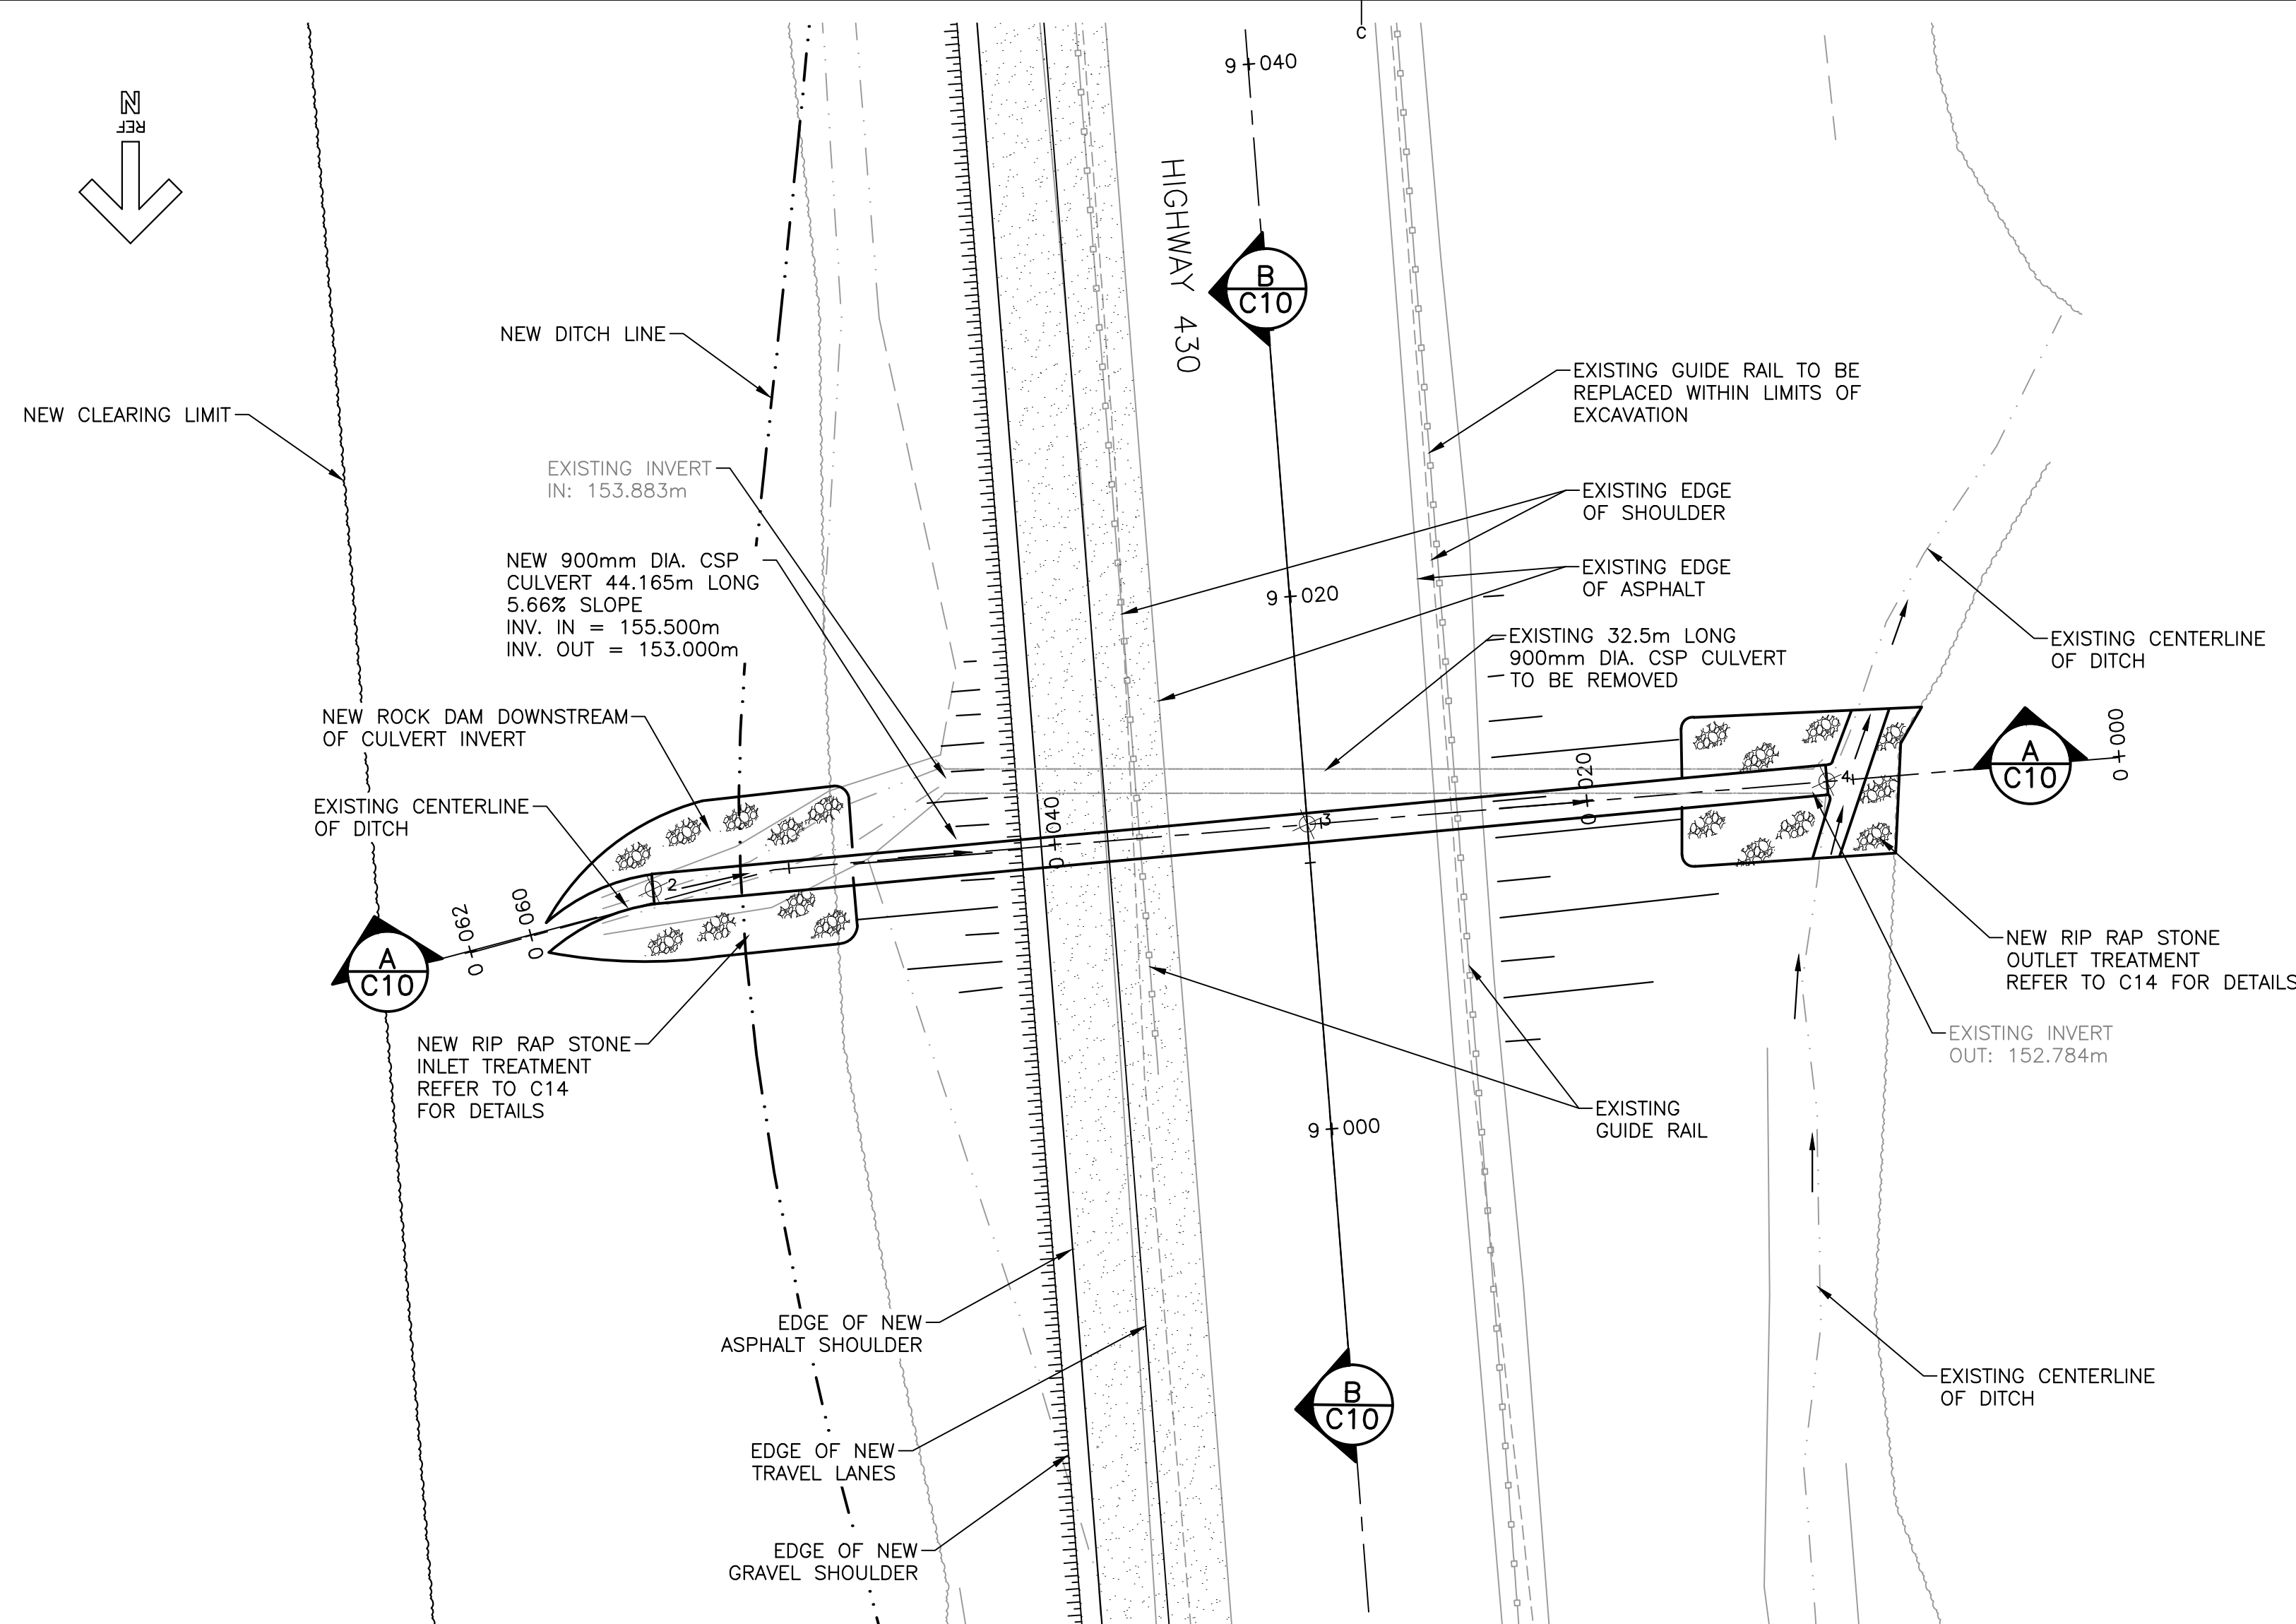 C
9+040
N
REF
HIGHWAY 430
B
C10
NEW DITCH LINE
NEW CLEARING LIMIT
EXISTING GUIDE RAIL TO BE
REPLACED WITHIN LIMITS OF
EXCAVATION
EXISTING INVERT
IN: 153.883m
EXISTING EDGE
OF SHOULDER
NEW 900mm DIA. CSP
CULVERT 44.165m LONG
5.66% SLOPE
INV. IN = 155.500m
INV. OUT = 153.000m
EXISTING EDGE
OF ASPHALT
9+020
EXISTING 32.5m LONG
900mm DIA. CSP CULVERT
TO BE REMOVED
EXISTING CENTERLINE
OF DITCH
NEW ROCK DAM DOWNSTREAM
OF CULVERT INVERT
A
C10
0+000
0+020
4
EXISTING CENTERLINE
OF DITCH
0+040
3
2
0+060
0+062
A
C10
NEW RIP RAP STONE
OUTLET TREATMENT
REFER TO C14 FOR DETAILS
NEW RIP RAP STONE
INLET TREATMENT
REFER TO C14
FOR DETAILS
EXISTING INVERT
OUT: 152.784m
EXISTING
GUIDE RAIL
9+000
EDGE OF NEW
ASPHALT SHOULDER
B
C10
EXISTING CENTERLINE
OF DITCH
EDGE OF NEW
TRAVEL LANES
EDGE OF NEW
GRAVEL SHOULDER